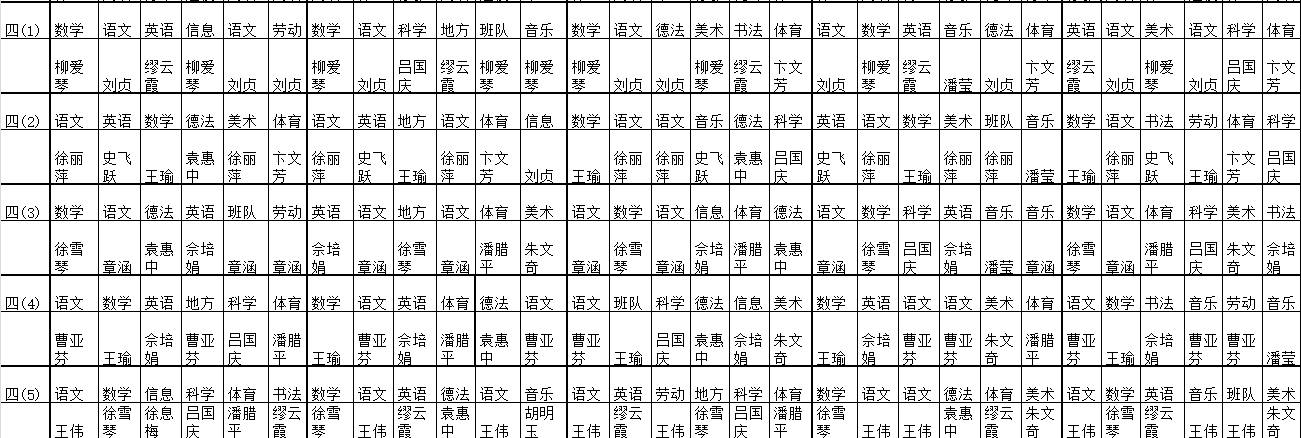 四(1) 数学 语文 英语 信息 语文 劳动 数学 语文 科学 地方 班队 音乐 数学 语文 德法 美术 书法 体育 语文 数学 英语 音乐 德法 体育 英语 语文 美术 语文 科学 体育
柳爱琴 刘贞 缪云霞 柳爱琴 刘贞 刘贞 柳爱琴 刘贞 吕国庆 缪云霞 柳爱琴 柳爱琴 柳爱琴 刘贞 刘贞 柳爱琴 缪云霞 卞文芳 刘贞 柳爱琴 缪云霞 潘莹 刘贞 卞文芳 缪云霞 刘贞 柳爱琴 刘贞 吕国庆 卞文芳
四(2) 语文 英语 数学 德法 美术 体育 语文 英语 地方 语文 体育 信息 数学 语文 语文 音乐 德法 科学 英语 语文 数学 美术 班队 音乐 数学 语文 书法 劳动 体育 科学
徐丽萍 史飞跃 王瑜 袁惠中 徐丽萍 卞文芳 徐丽萍 史飞跃 王瑜 徐丽萍 卞文芳 刘贞 王瑜 徐丽萍 徐丽萍 史飞跃 袁惠中 吕国庆 史飞跃 徐丽萍 王瑜 徐丽萍 徐丽萍 潘莹 王瑜 徐丽萍 史飞跃 王瑜 卞文芳 吕国庆
四(3) 数学 语文 德法 英语 班队 劳动 英语 语文 地方 语文 体育 美术 语文 数学 语文 信息 体育 德法 语文 数学 科学 英语 音乐 音乐 数学 语文 体育 科学 美术 书法
徐雪琴 章涵 袁惠中 佘培娟 章涵 章涵 佘培娟 章涵 徐雪琴 章涵 潘腊平 朱文奇 章涵 徐雪琴 章涵 佘培娟 潘腊平 袁惠中 章涵 徐雪琴 吕国庆 佘培娟 潘莹 章涵 徐雪琴 章涵 潘腊平 吕国庆 朱文奇 佘培娟
四(4) 语文 数学 英语 地方 科学 体育 数学 语文 英语 体育 德法 语文 语文 班队 科学 德法 信息 美术 数学 英语 语文 语文 美术 体育 语文 数学 书法 音乐 劳动 音乐
曹亚芬 王瑜 佘培娟 曹亚芬 吕国庆 潘腊平 王瑜 曹亚芬 佘培娟 潘腊平 袁惠中 曹亚芬 曹亚芬 王瑜 吕国庆 袁惠中 佘培娟 朱文奇 王瑜 佘培娟 曹亚芬 曹亚芬 朱文奇 潘腊平 曹亚芬 王瑜 佘培娟 曹亚芬 曹亚芬 潘莹
四(5) 语文 数学 信息 科学 体育 书法 数学 语文 英语 德法 语文 音乐 语文 英语 劳动 地方 科学 体育 数学 语文 语文 德法 体育 美术 语文 数学 英语 音乐 班队 美术
王伟 徐雪琴 徐息梅 吕国庆 潘腊平 缪云霞 徐雪琴 王伟 缪云霞 袁惠中 王伟 胡明玉 王伟 缪云霞 王伟 徐雪琴 吕国庆 潘腊平 徐雪琴 王伟 王伟 袁惠中 缪云霞 朱文奇 王伟 徐雪琴 缪云霞 王伟 王伟 朱文奇